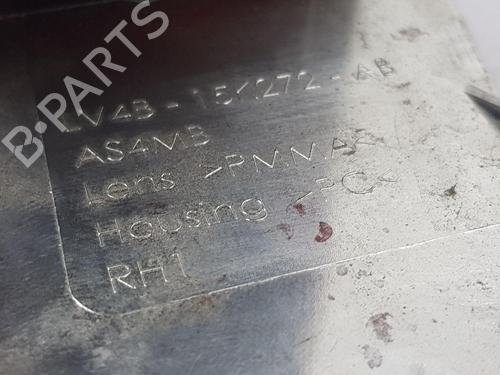 B-PARTS
LV4B-15K272-AB
AS4MB
Lens >PMMA<
Housing >PC<
RH1